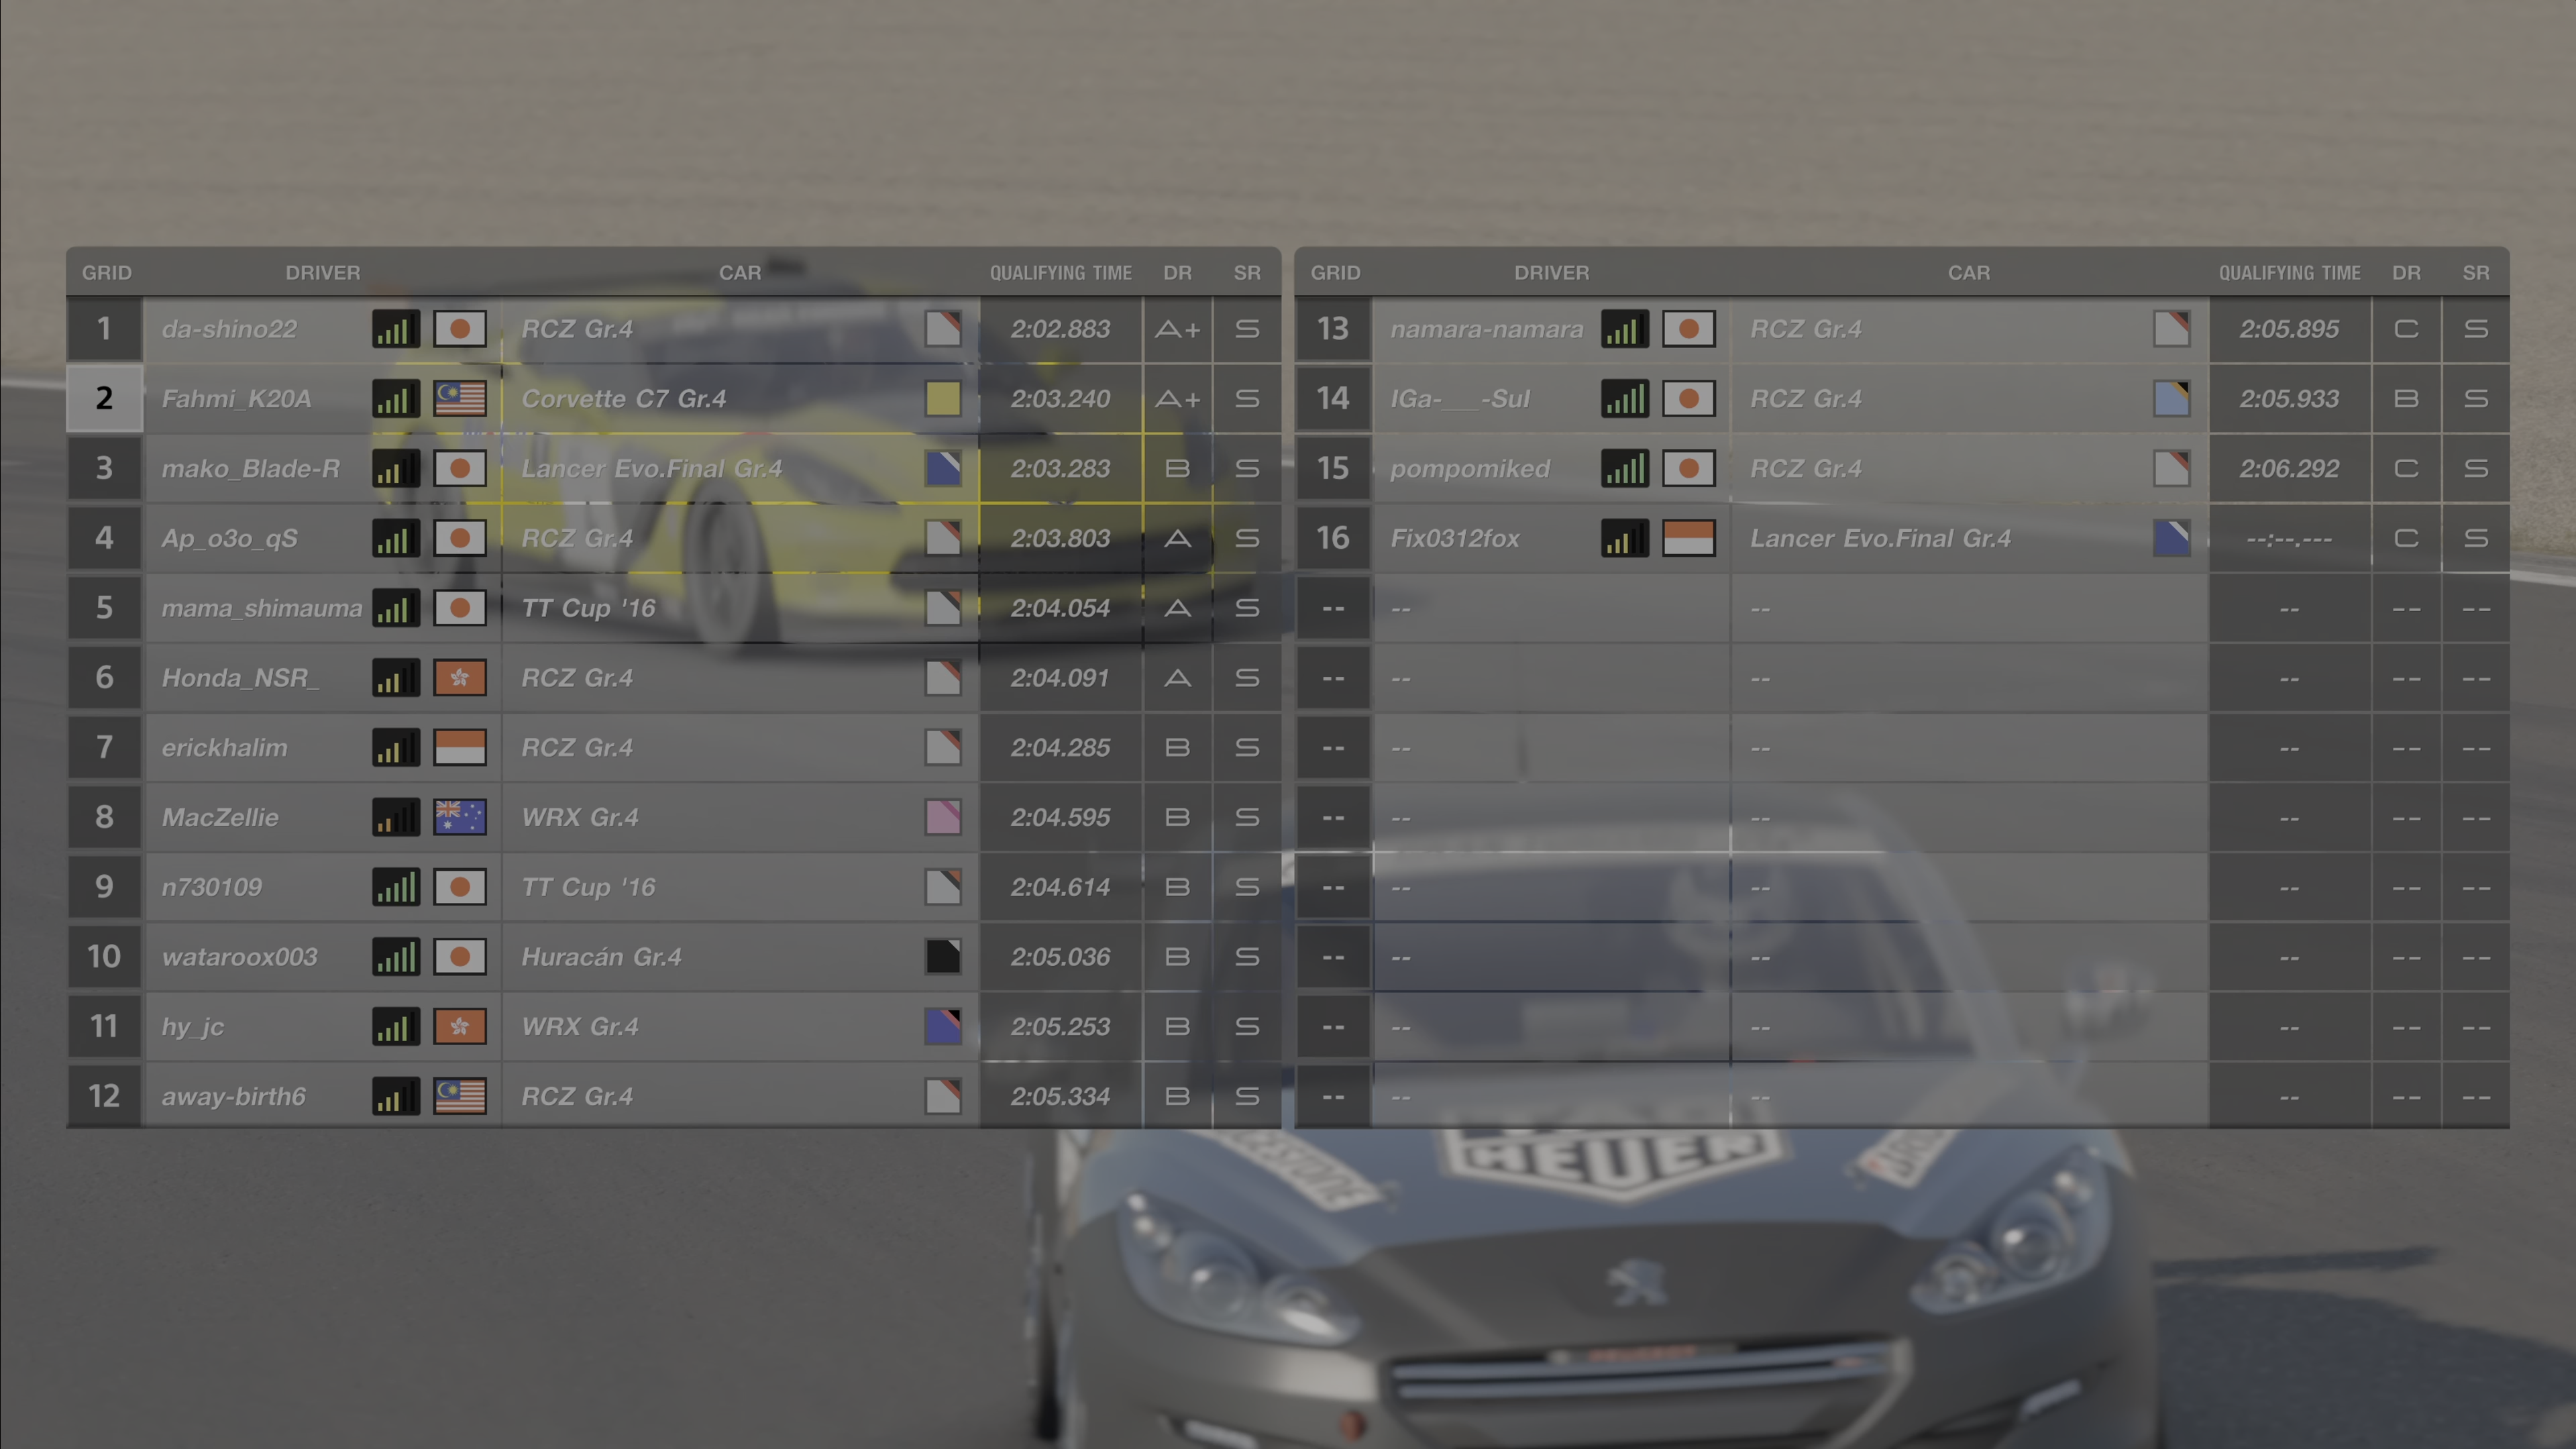 GRID DRIVER CAR QUALIFYING TIME DR SR
1 da-shino22 RCZ Gr.4 2:02.883 A+ S
2 Fahmi_K20A Corvette C7 Gr.4 2:03.240 A+ S
3 mako_Blade-R Lancer Evo.Final Gr.4 2:03.283 B S
4 Ap_o3o_qS RCZ Gr.4 2:03.803 A S
5 mama_shimauma TT Cup '16 2:04.054 A S
6 Honda_NSR_ RCZ Gr.4 2:04.091 A S
7 erickhalim RCZ Gr.4 2:04.285 B S
8 MacZellie WRX Gr.4 2:04.595 B S
9 n730109 TT Cup '16 2:04.614 B S
10 wataroox003 Huracán Gr.4 2:05.036 B S
11 hy_jc WRX Gr.4 2:05.253 B S
12 away-birth6 RCZ Gr.4 2:05.334 B S
GRID DRIVER CAR QUALIFYING TIME DR SR
13 namara-namara RCZ Gr.4 2:05.895 C S
14 IGa-___-Sul RCZ Gr.4 2:05.933 B S
15 pompomiked RCZ Gr.4 2:06.292 C S
16 Fix0312fox Lancer Evo.Final Gr.4 --:--.--- C S
-- -- -- -- -- --
-- -- -- -- -- --
-- -- -- -- -- --
-- -- -- -- -- --
-- -- -- -- -- --
-- -- -- -- -- --
-- -- -- -- -- --
-- -- -- -- -- --
HEUER